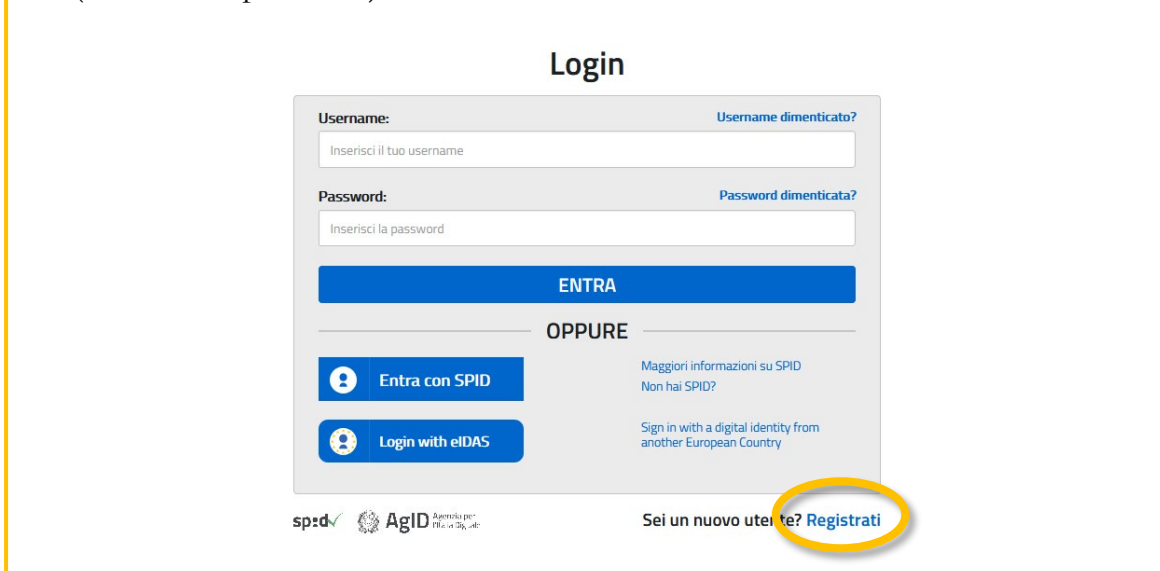 Login
Username:
Username dimenticato?
Inserisci il tuo username
Password:
Password dimenticata?
Inserisci la password
ENTRA
OPPURE
Entra con SPID
Maggiori informazioni su SPID
Non hai SPID?
Login with eIDAS
Sign in with a digital identity from
another European Country
spid AgID Agenzia per
Sei un nuovo utente? Registrati